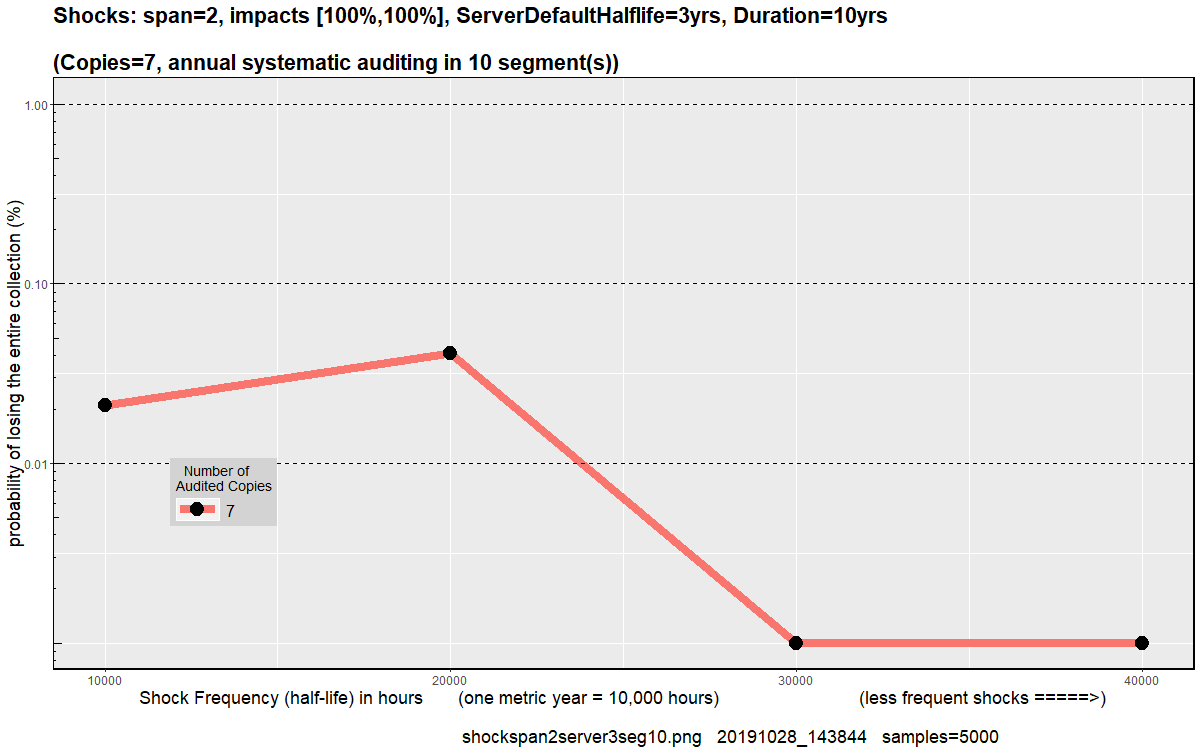 Shocks: span=2, impacts [100%,100%], ServerDefaultHalflife=3yrs, Duration=10yrs
(Copies=7, annual systematic auditing in 10 segment(s))
probability of losing the entire collection (%)
1.00
0.10
0.01
Number of
Audited Copies
7
10000 20000 30000 40000
Shock Frequency (half-life) in hours (one metric year = 10,000 hours) (less frequent shocks =====>)
shockspan2server3seg10.png 20191028_143844 samples=5000